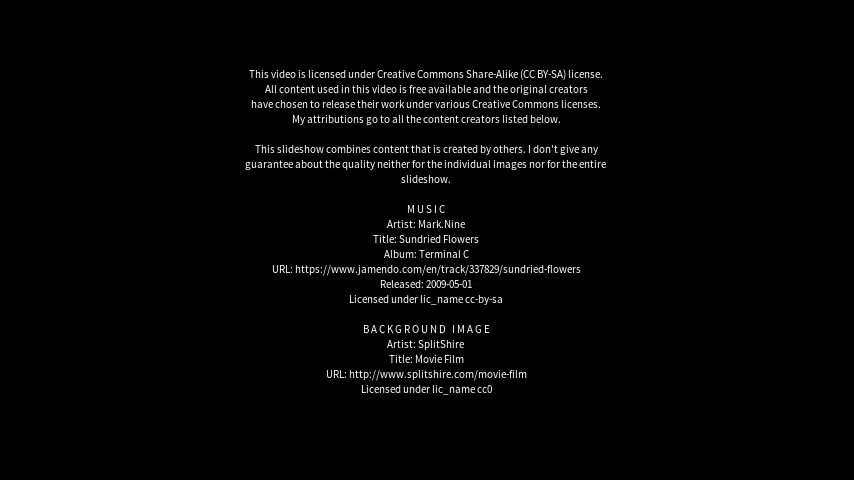 This video is licensed under Creative Commons Share-Alike (CC BY-SA) license.
All content used in this video is free available and the original creators
have chosen to release their work under various Creative Commons licenses.
My attributions go to all the content creators listed below.
This slideshow combines content that is created by others. I don't give any
guarantee about the quality neither for the individual images nor for the entire
slideshow.
MUSIC
Artist: Mark.Nine
Title: Sundried Flowers
Album: Terminal C
URL: https://www.jamendo.com/en/track/337829/sundried-flowers
Released: 2009-05-01
Licensed under lic_name cc-by-sa
BACKGROUND IMAGE
Artist: SplitShire
Title: Movie Film
URL: http://www.splitshire.com/movie-film
Licensed under lic_name cc0